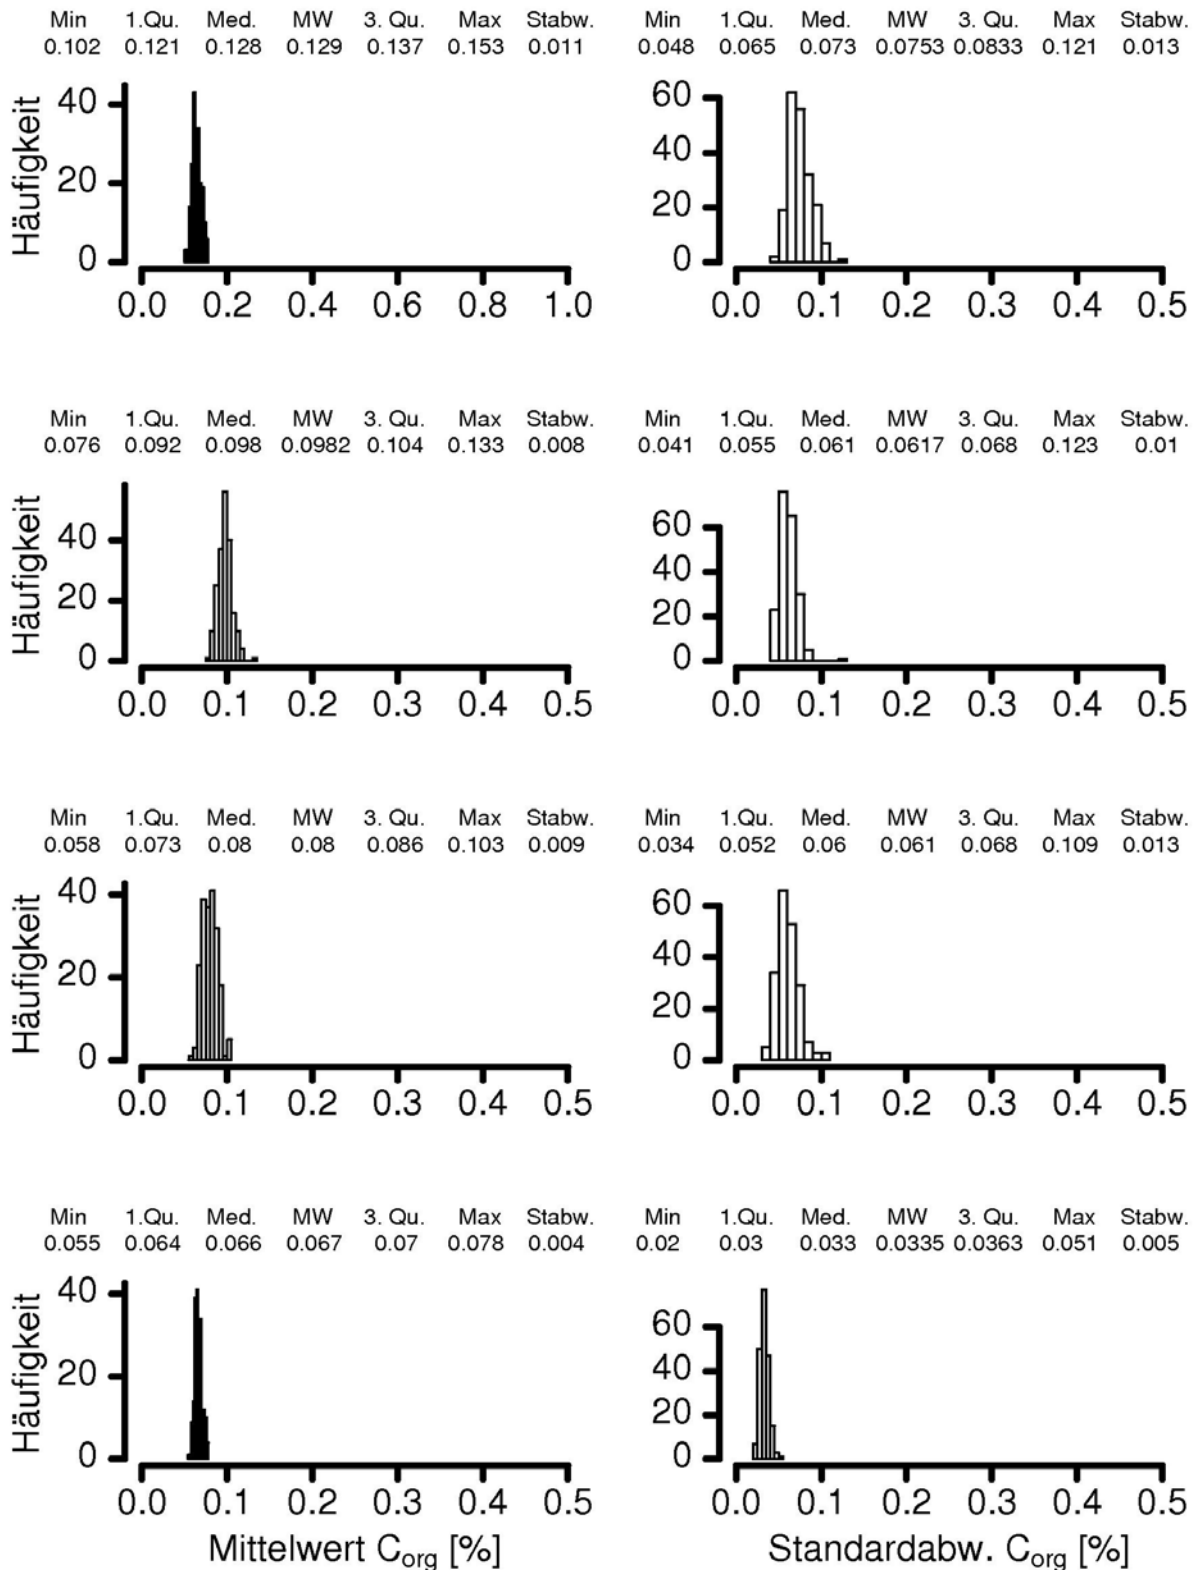 Min 1.Qu. Med. MW 3. Qu. Max Stabw.
0.102 0.121 0.128 0.129 0.137 0.153 0.011
Häufigkeit
40
20
0
0.0 0.2 0.4 0.6 0.8 1.0
Min 1.Qu. Med. MW 3. Qu. Max Stabw.
0.048 0.065 0.073 0.0753 0.0833 0.121 0.013
60
40
20
0
0.0 0.1 0.2 0.3 0.4 0.5
Min 1.Qu. Med. MW 3. Qu. Max Stabw.
0.076 0.092 0.098 0.0982 0.104 0.133 0.008
Häufigkeit
40
20
0
0.0 0.1 0.2 0.3 0.4 0.5
Min 1.Qu. Med. MW 3. Qu. Max Stabw.
0.041 0.055 0.061 0.0617 0.068 0.123 0.01
60
40
20
0
0.0 0.1 0.2 0.3 0.4 0.5
Min 1.Qu. Med. MW 3. Qu. Max Stabw.
0.058 0.073 0.08 0.08 0.086 0.103 0.009
Häufigkeit
40
20
0
0.0 0.1 0.2 0.3 0.4 0.5
Min 1.Qu. Med. MW 3. Qu. Max Stabw.
0.034 0.052 0.06 0.061 0.068 0.109 0.013
60
40
20
0
0.0 0.1 0.2 0.3 0.4 0.5
Min 1.Qu. Med. MW 3. Qu. Max Stabw.
0.055 0.064 0.066 0.067 0.07 0.078 0.004
Häufigkeit
40
20
0
0.0 0.1 0.2 0.3 0.4 0.5
Mittelwert Corg [%]
Min 1.Qu. Med. MW 3. Qu. Max Stabw.
0.02 0.03 0.033 0.0335 0.0363 0.051 0.005
60
40
20
0
0.0 0.1 0.2 0.3 0.4 0.5
Standardabw. Corg [%]